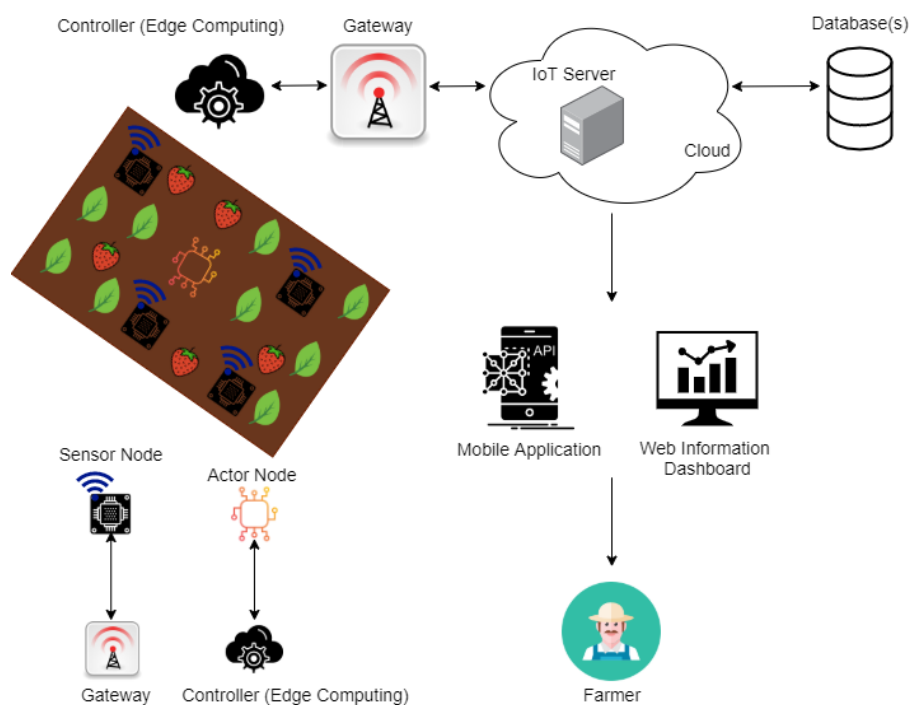 Controller (Edge Computing)
Gateway
Database(s)
IoT Server
Cloud
API
Mobile Application
Web Information
Dashboard
Sensor Node
Actor Node
Gateway
Controller (Edge Computing)
Farmer